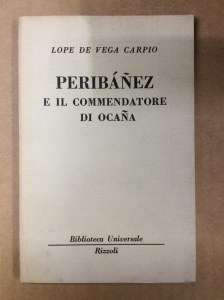 LOPE DE VEGA CARPIO
PERIBÁÑEZ
E IL COMMENDATORE
DI OCAÑA
Biblioteca Universale
Rizzoli